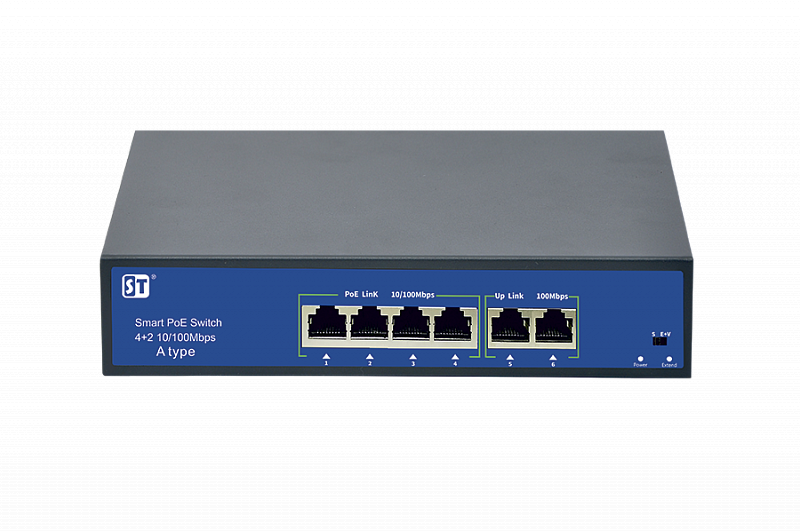 ST®
Smart PoE Switch
4+2 10/100Mbps
A type
PoE LinK 10/100Mbps
1 2 3 4
Up Link 100Mbps
5 6
S E+V
Power Extend